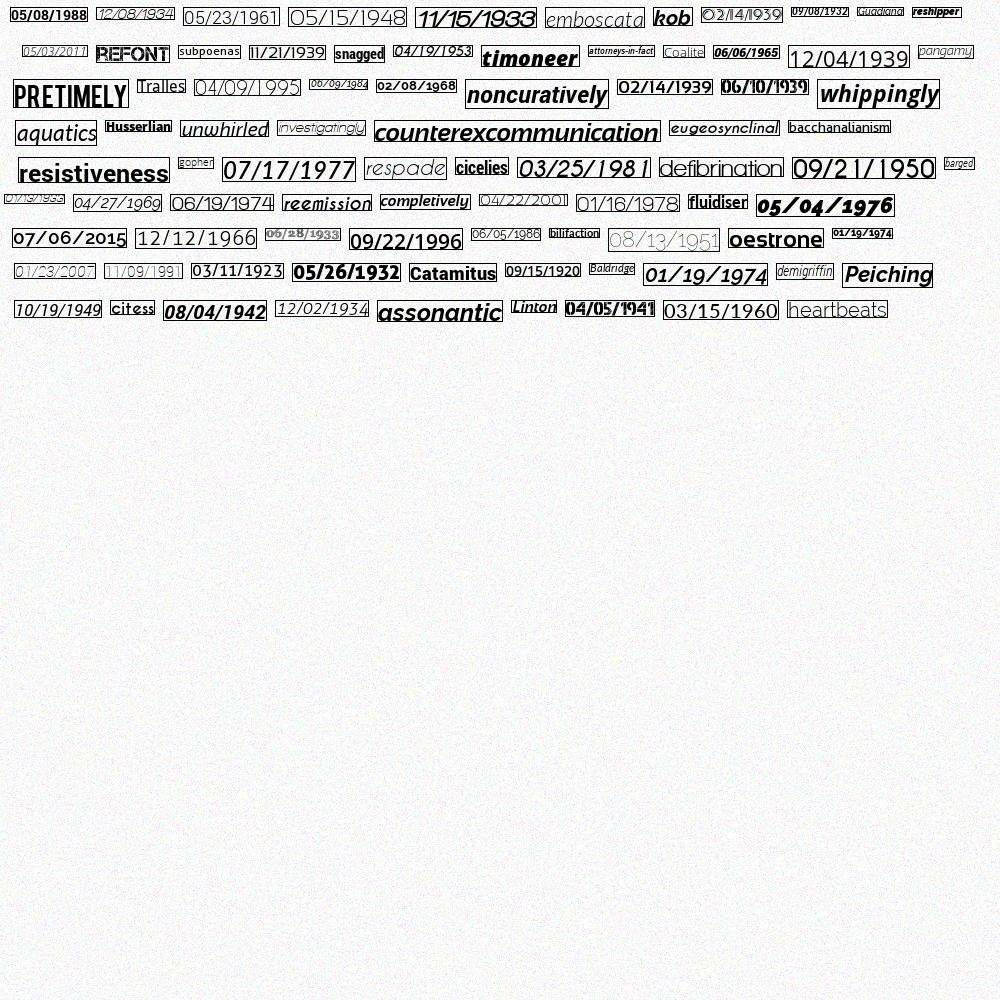 05/08/1988 12/08/1934 05/23/1961 05/15/1948 11/15/1933 emboscata kob 02/14/1939 09/08/1932 Guadiana reshipper
05/03/2011 REFONT subpoenas 11/21/1939 snagged 04/19/1953 timoneer attorneys-in-fact Coalite 06/06/1965 12/04/1939 pangamy
PRETIMELY Tralles 04/09/1995 06/09/1984 02/08/1968 noncuratively 02/14/1939 06/10/1939 whippingly
aquatics Husserlian unwhirled investigatingly counterexcommunication eugeosynclinal bacchanalianism
resistiveness gopher 07/17/1977 respade cicelies 03/25/1981 defibrination 09/21/1950 barged
01/13/1933 04/27/1969 06/19/1974 reemission completively 04/22/2001 01/16/1978 fluidiser 05/04/1976
07/06/2015 12/12/1966 06/28/1933 09/22/1996 06/05/1986 bilifaction 08/13/1951 oestrone 01/19/1974
01/23/2007 11/09/1991 03/11/1923 05/26/1932 Catamitus 09/15/1920 Baldridge 01/19/1974 demigriffin Peiching
10/19/1949 citess 08/04/1942 12/02/1934 assonantic Linton 04/05/1941 03/15/1960 heartbeats